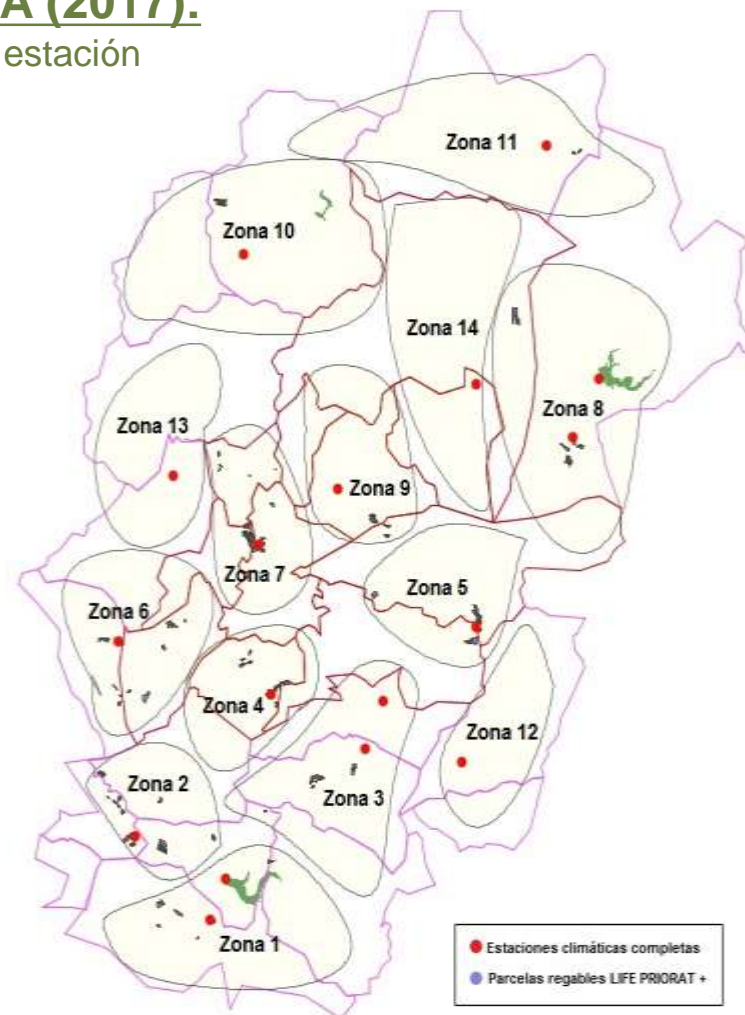 A (2017).
estación
Zona 11
Zona 10
Zona 14
Zona 8
Zona 13
Zona 9
Zona 7
Zona 5
Zona 6
Zona 4
Zona 12
Zona 2
Zona 3
Zona 1
Estaciones climáticas completas
Parcelas regables LIFE PRIORAT +